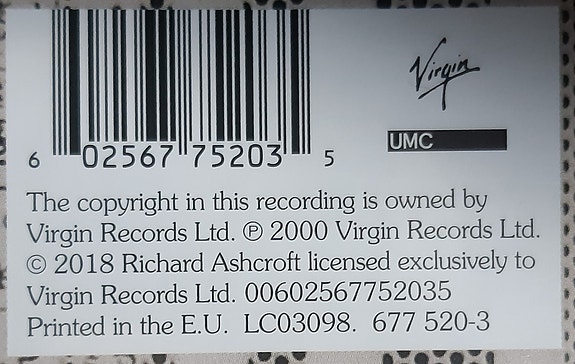 Virgin
UMC
6 02567 75203 5
The copyright in this recording is owned by
Virgin Records Ltd. ℗ 2000 Virgin Records Ltd.
© 2018 Richard Ashcroft licensed exclusively to
Virgin Records Ltd. 00602567752035
Printed in the E.U. LC03098. 677 520-3